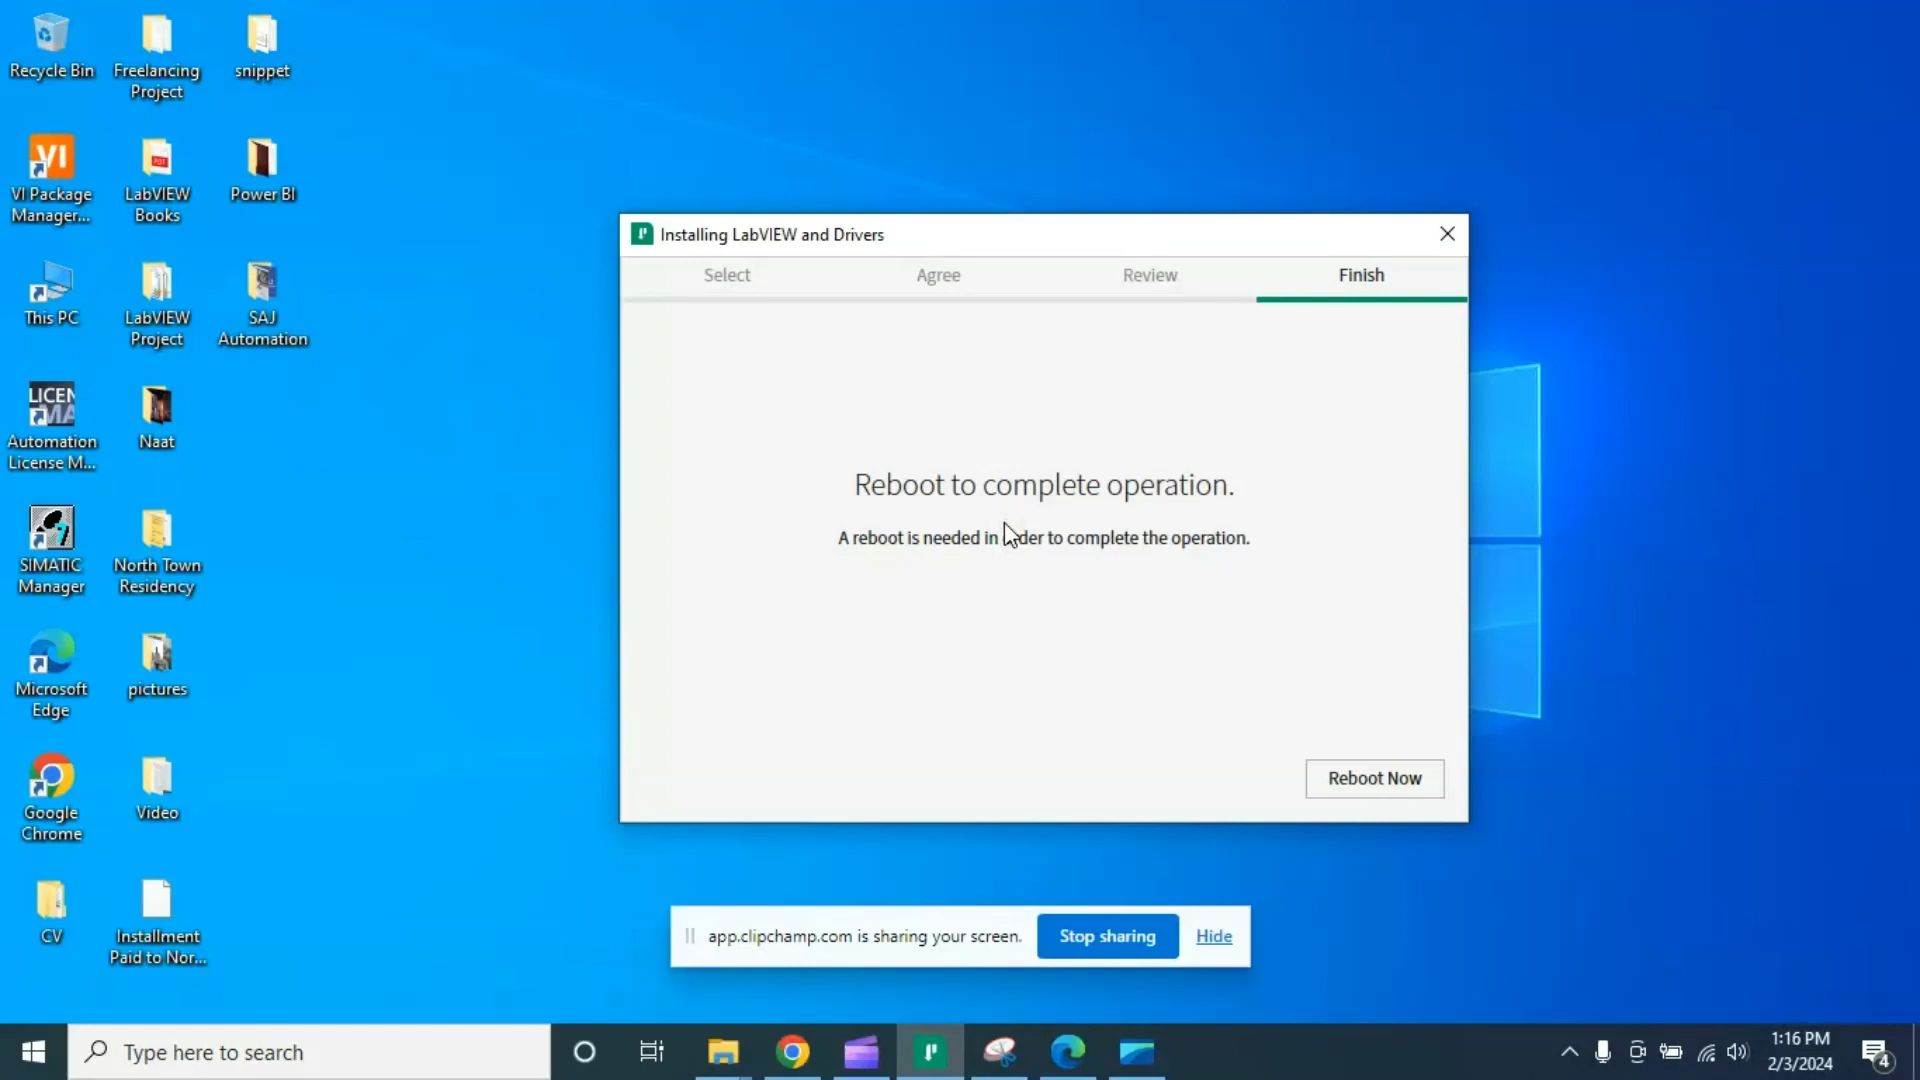 Recycle Bin
Freelancing
Project
snippet
VI
VI Package
Manager...
LabVIEW
Books
Power BI
This PC
LabVIEW
Project
SAJ
Automation
LICEN
MA
Automation
License M...
Naat
SIMATIC
Manager
North Town
Residency
Microsoft
Edge
pictures
Google
Chrome
Video
CV
Installment
Paid to Nor...
Installing LabVIEW and Drivers
Select
Agree
Review
Finish
Reboot to complete operation.
A reboot is needed in order to complete the operation.
Reboot Now
app.clipchamp.com is sharing your screen.
Stop sharing
Hide
Type here to search
1:16 PM
2/3/2024
4